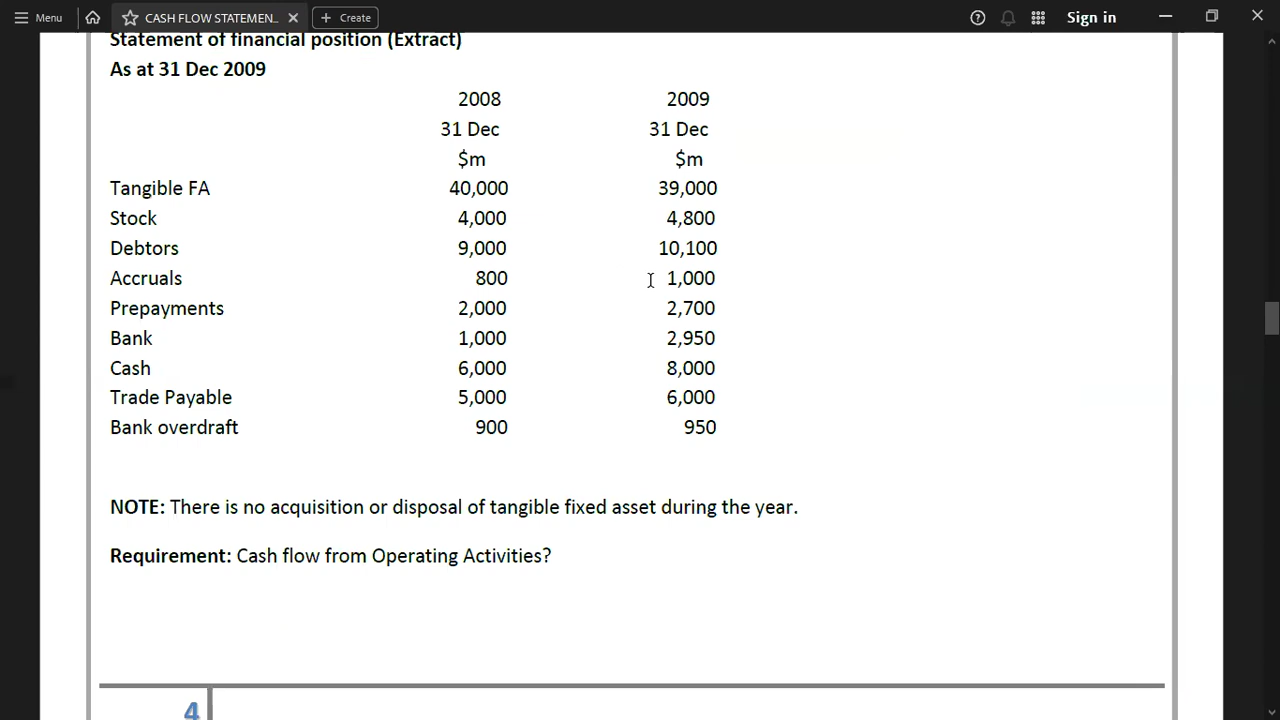 Menu
CASH FLOW STATEMEN...
Create
Sign in
Statement of financial position (Extract)
As at 31 Dec 2009
2008 2009
31 Dec 31 Dec
$m $m
Tangible FA 40,000 39,000
Stock 4,000 4,800
Debtors 9,000 10,100
Accruals 800 1,000
Prepayments 2,000 2,700
Bank 1,000 2,950
Cash 6,000 8,000
Trade Payable 5,000 6,000
Bank overdraft 900 950
NOTE: There is no acquisition or disposal of tangible fixed asset during the year.
Requirement: Cash flow from Operating Activities?
4